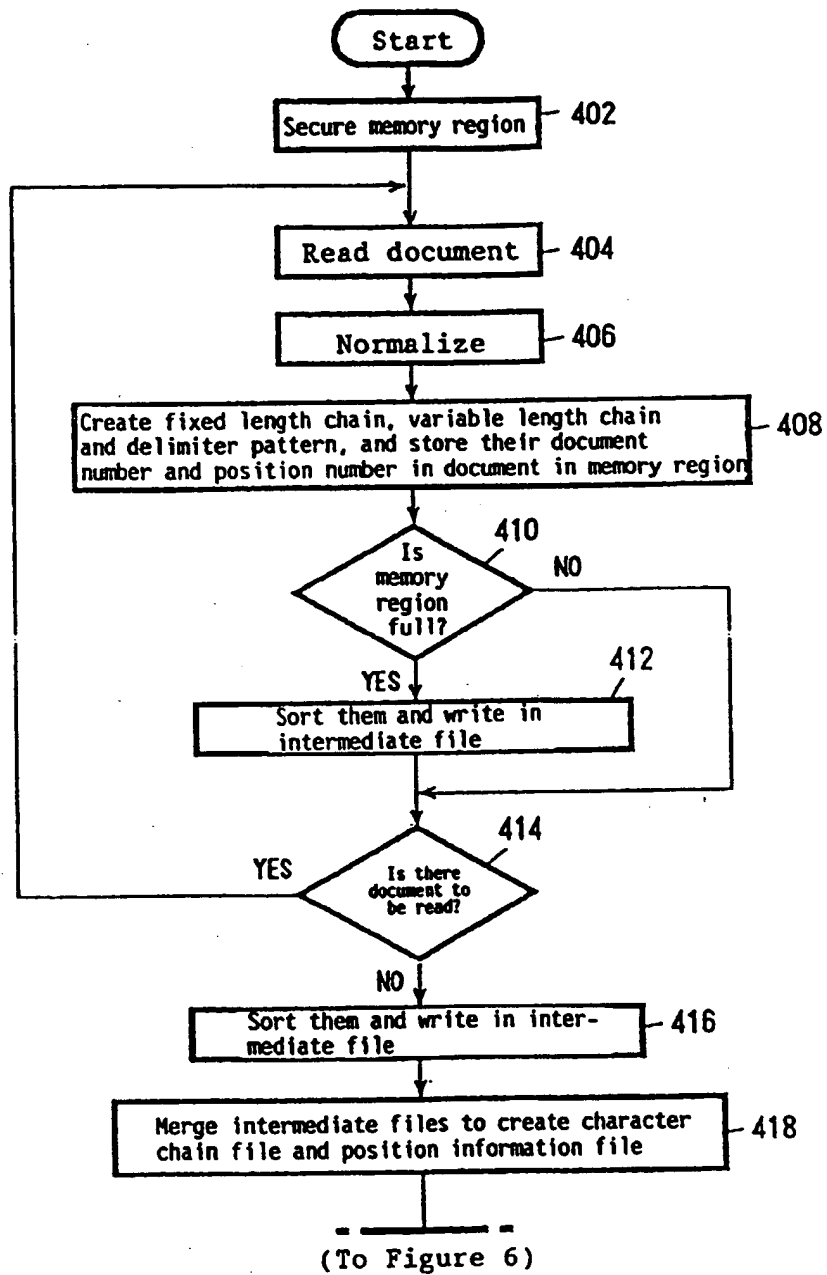 Start
Secure memory region
402
Read document
404
Normalize
406
Create fixed length chain, variable length chain
and delimiter pattern, and store their document
number and position number in document in memory region
408
410
Is
memory
region
full?
NO
YES
412
Sort them and write in
intermediate file
414
YES
Is there
document to
be read?
NO
Sort them and write in inter-
mediate file
416
Merge intermediate files to create character
chain file and position information file
418
(To Figure 6)